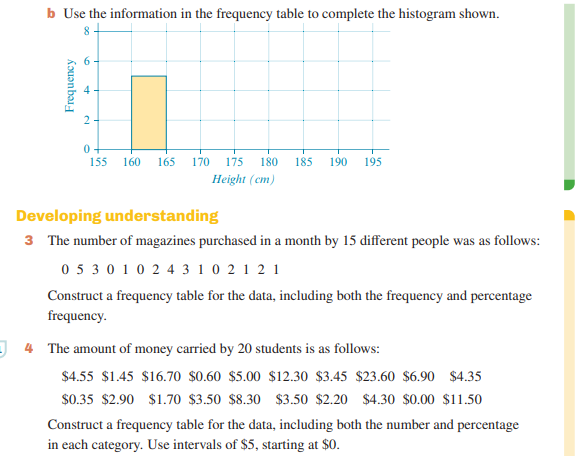 b Use the information in the frequency table to complete the histogram shown.
8
6
4
2
0
Frequency
155 160 165 170 175 180 185 190 195
Height (cm)
Developing understanding
3 The number of magazines purchased in a month by 15 different people was as follows:
0 5 3 0 1 0 2 4 3 1 0 2 1 2 1
Construct a frequency table for the data, including both the frequency and percentage
frequency.
4 The amount of money carried by 20 students is as follows:
$4.55 $1.45 $16.70 $0.60 $5.00 $12.30 $3.45 $23.60 $6.90 $4.35
$0.35 $2.90 $1.70 $3.50 $8.30 $3.50 $2.20 $4.30 $0.00 $11.50
Construct a frequency table for the data, including both the number and percentage
in each category. Use intervals of $5, starting at $0.